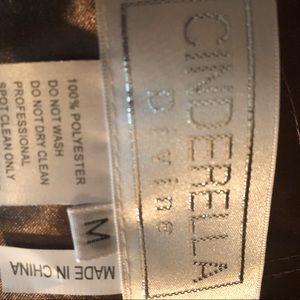 CINDERELLA
Divine
100% POLYESTER
DO NOT WASH
DO NOT DRY CLEAN
PROFESSIONAL
SPOT CLEAN ONLY
M
MADE IN CHINA